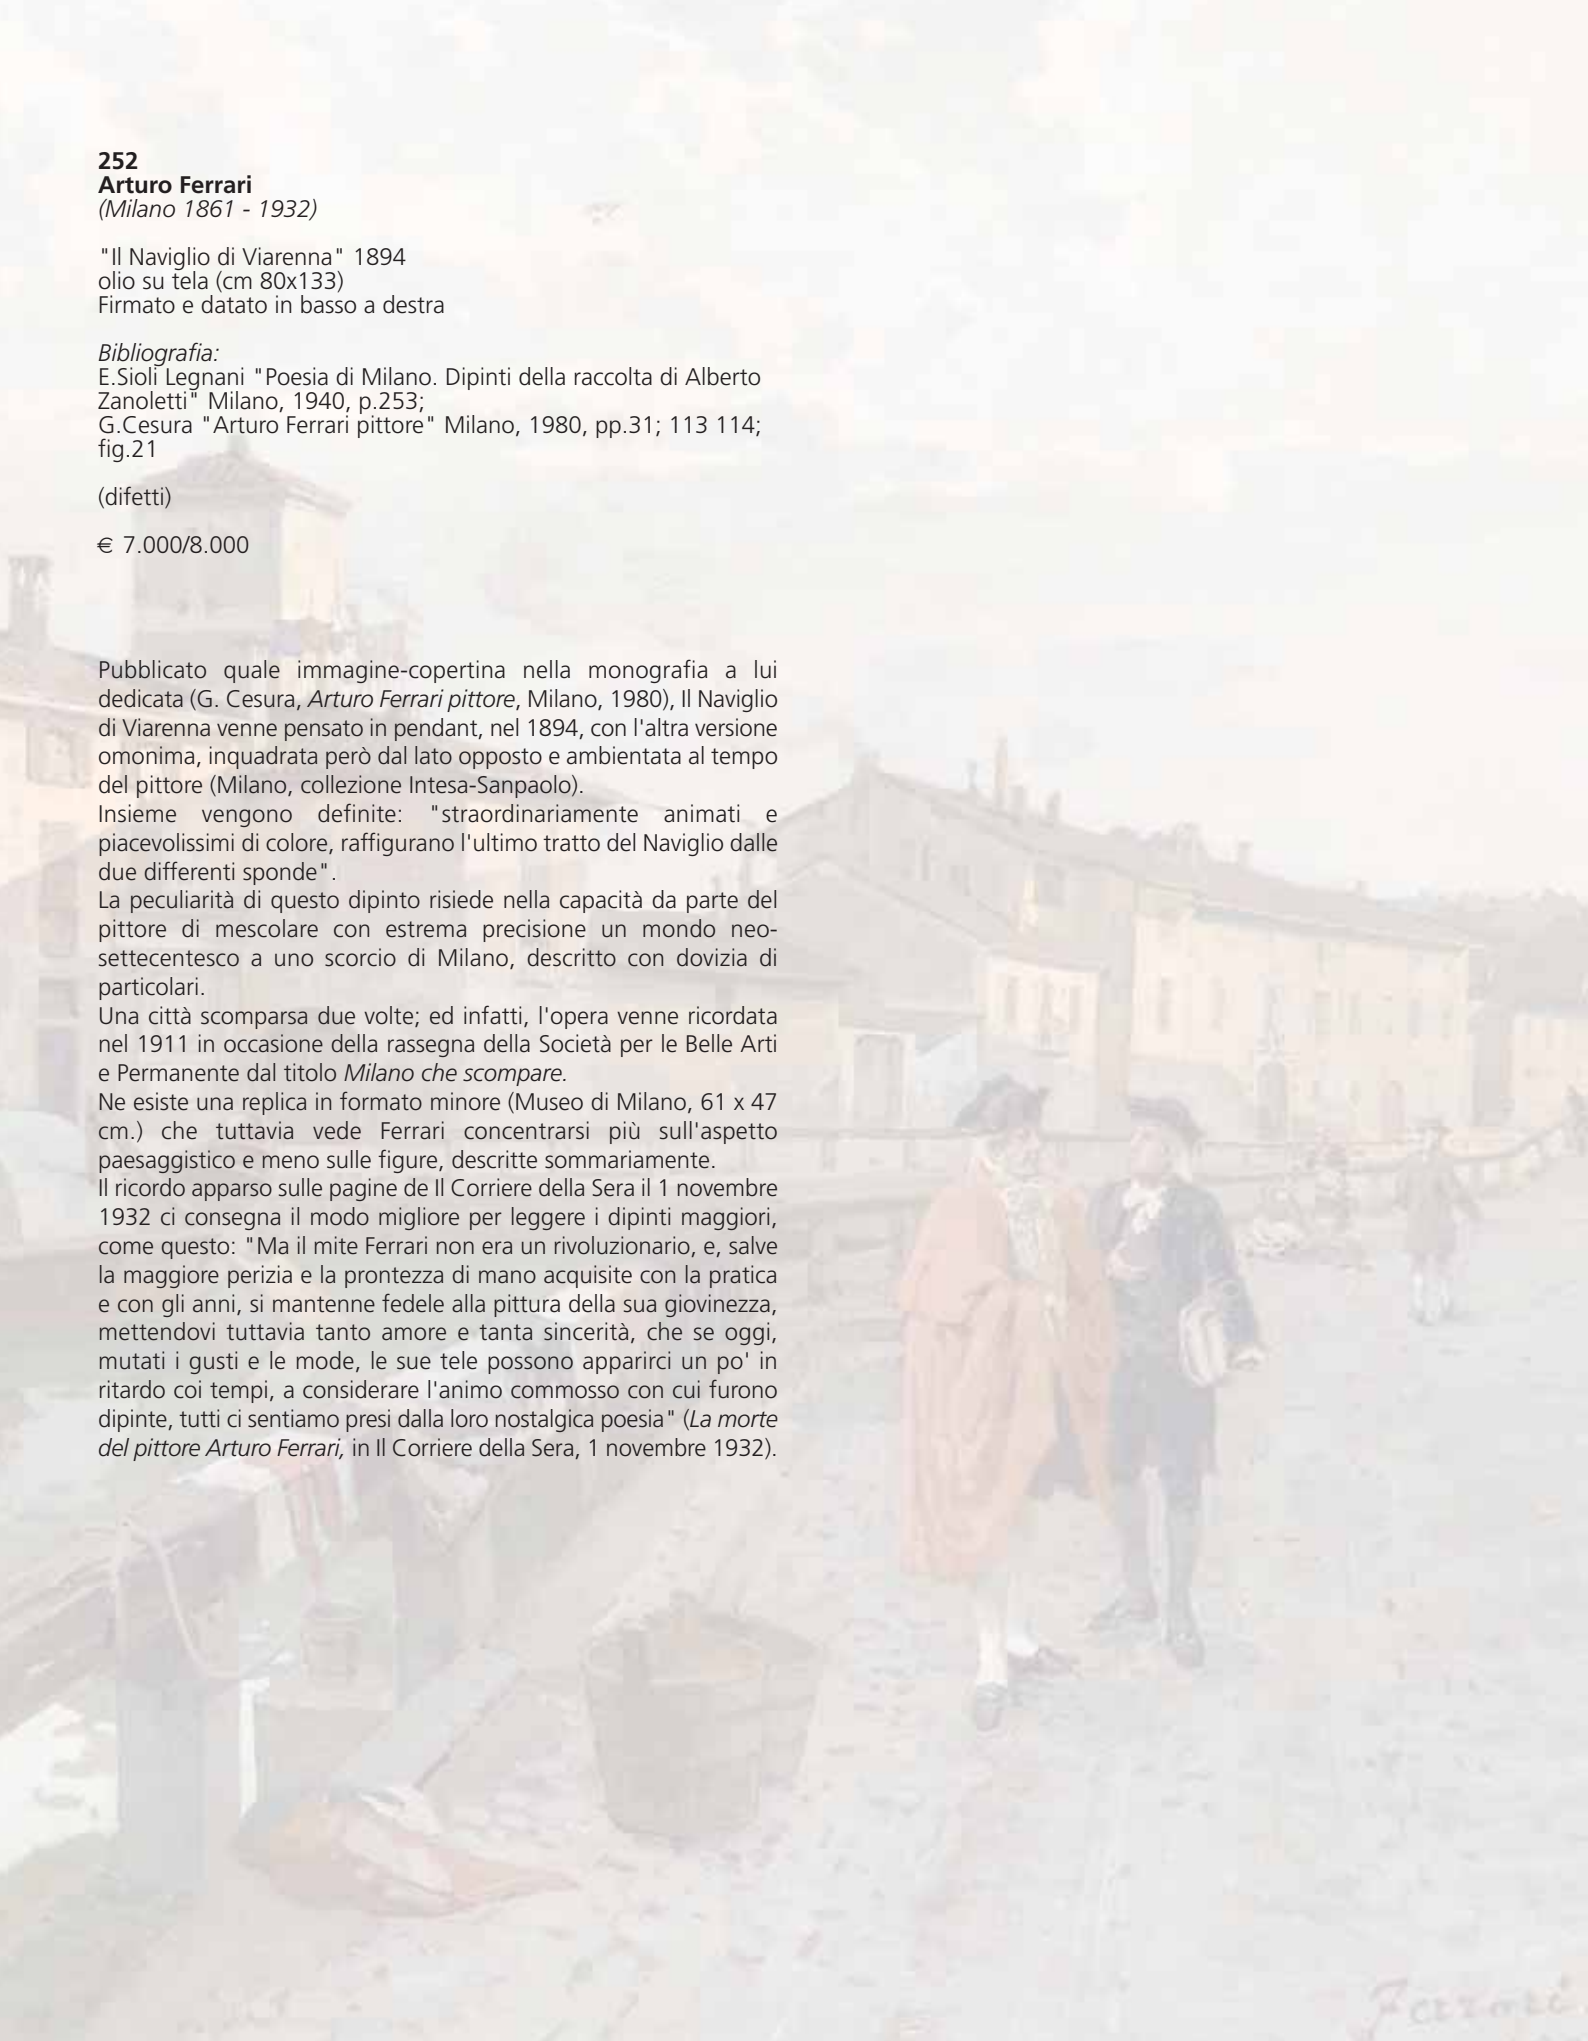 252
Arturo Ferrari
(Milano 1861 - 1932)
"Il Naviglio di Viarenna" 1894
olio su tela (cm 80x133)
Firmato e datato in basso a destra
Bibliografia:
E.Sioli Legnani "Poesia di Milano. Dipinti della raccolta di Alberto
Zanoletti" Milano, 1940, p.253;
G.Cesura "Arturo Ferrari pittore" Milano, 1980, pp.31; 113 114;
fig.21
(difetti)
€ 7.000/8.000
Pubblicato quale immagine-copertina nella monografia a lui
dedicata (G. Cesura, Arturo Ferrari pittore, Milano, 1980), Il Naviglio
di Viarenna venne pensato in pendant, nel 1894, con l'altra versione
omonima, inquadrata però dal lato opposto e ambientata al tempo
del pittore (Milano, collezione Intesa-Sanpaolo).
Insieme vengono definite: "straordinariamente animati e
piacevolissimi di colore, raffigurano l'ultimo tratto del Naviglio dalle
due differenti sponde".
La peculiarità di questo dipinto risiede nella capacità da parte del
pittore di mescolare con estrema precisione un mondo neo-
settecentesco a uno scorcio di Milano, descritto con dovizia di
particolari.
Una città scomparsa due volte; ed infatti, l'opera venne ricordata
nel 1911 in occasione della rassegna della Società per le Belle Arti
e Permanente dal titolo Milano che scompare.
Ne esiste una replica in formato minore (Museo di Milano, 61 x 47
cm.) che tuttavia vede Ferrari concentrarsi più sull'aspetto
paesaggistico e meno sulle figure, descritte sommariamente.
Il ricordo apparso sulle pagine de Il Corriere della Sera il 1 novembre
1932 ci consegna il modo migliore per leggere i dipinti maggiori,
come questo: "Ma il mite Ferrari non era un rivoluzionario, e, salve
la maggiore perizia e la prontezza di mano acquisite con la pratica
e con gli anni, si mantenne fedele alla pittura della sua giovinezza,
mettendovi tuttavia tanto amore e tanta sincerità, che se oggi,
mutati i gusti e le mode, le sue tele possono apparirci un po' in
ritardo coi tempi, a considerare l'animo commosso con cui furono
dipinte, tutti ci sentiamo presi dalla loro nostalgica poesia" (La morte
del pittore Arturo Ferrari, in Il Corriere della Sera, 1 novembre 1932).
Ferrari